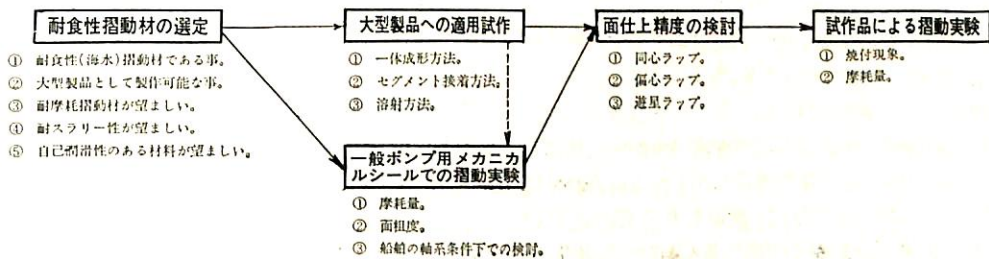 耐食性摺動材の選定
① 耐食性(海水)摺動材である事。
② 大型製品として製作可能な事。
③ 耐摩耗摺動材が望ましい。
④ 耐スラリー性が望ましい。
⑤ 自己潤滑性のある材料が望ましい。
大型製品への適用試作
① 一体成形方法。
② セグメント接着方法。
③ 溶射方法。
一般ポンプ用メカニカ
ルシールでの摺動実験
① 摩耗量。
② 面粗度。
③ 船舶の軸系条件下での検討。
面仕上精度の検討
① 同心ラップ。
② 偏心ラップ。
③ 遊星ラップ。
試作品による摺動実験
① 焼付現象。
② 摩耗量。